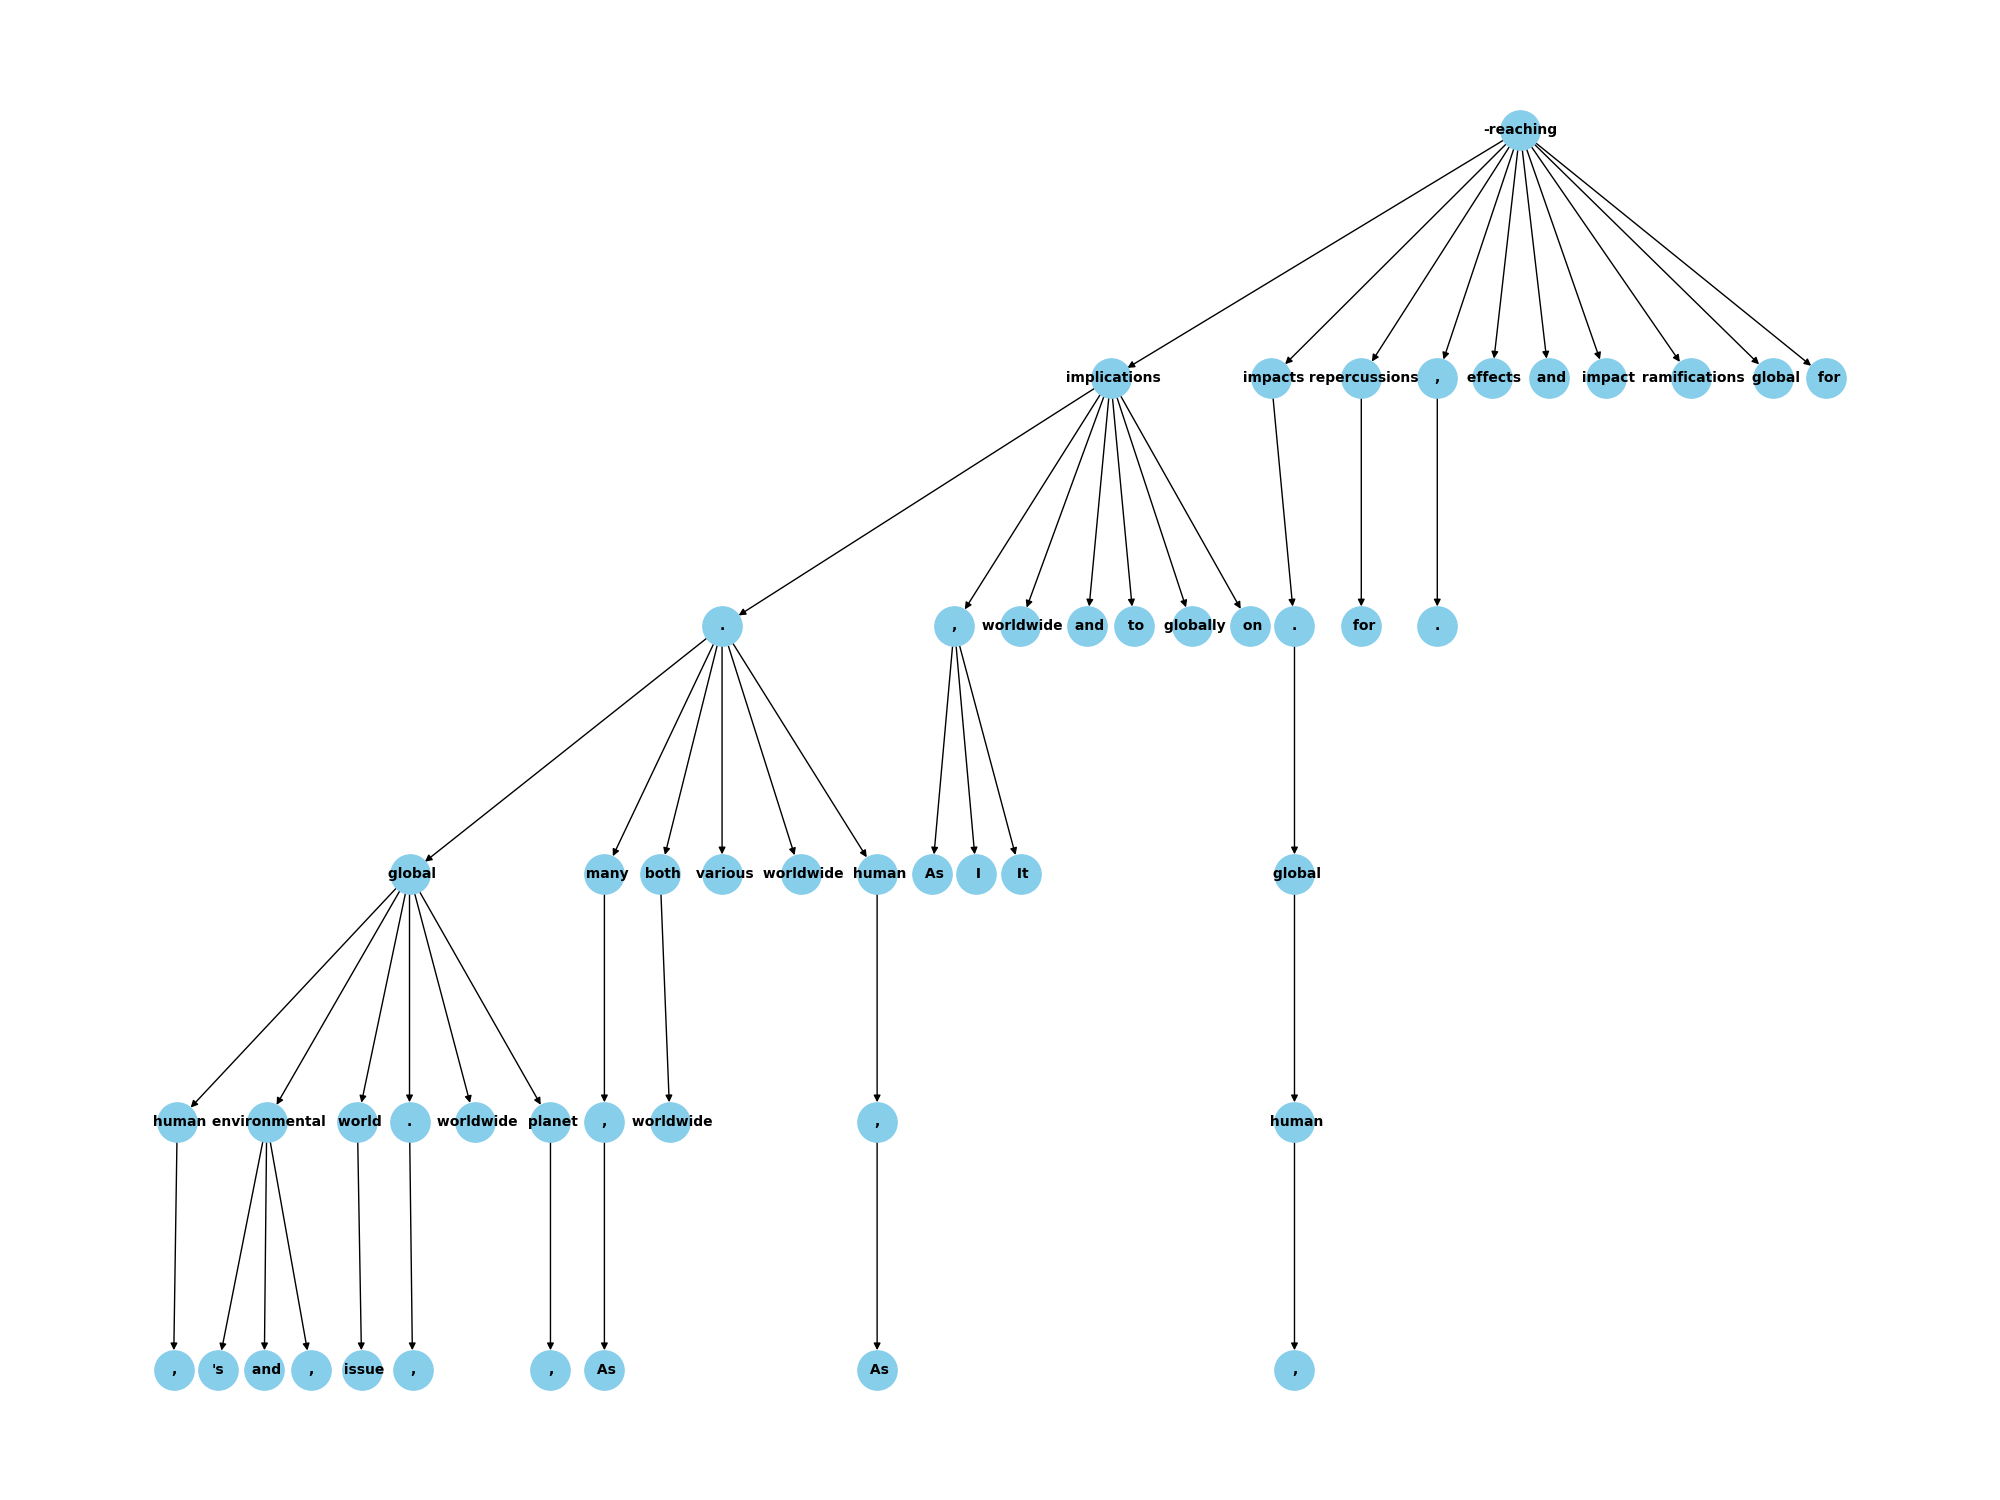 -reaching
implications impacts repercussions , effects and impact ramifications global for
. , worldwide and to globally on . for .
global many both various worldwide human As I It global
human environmental world . worldwide planet , worldwide , human
, 's and , issue , , As As ,